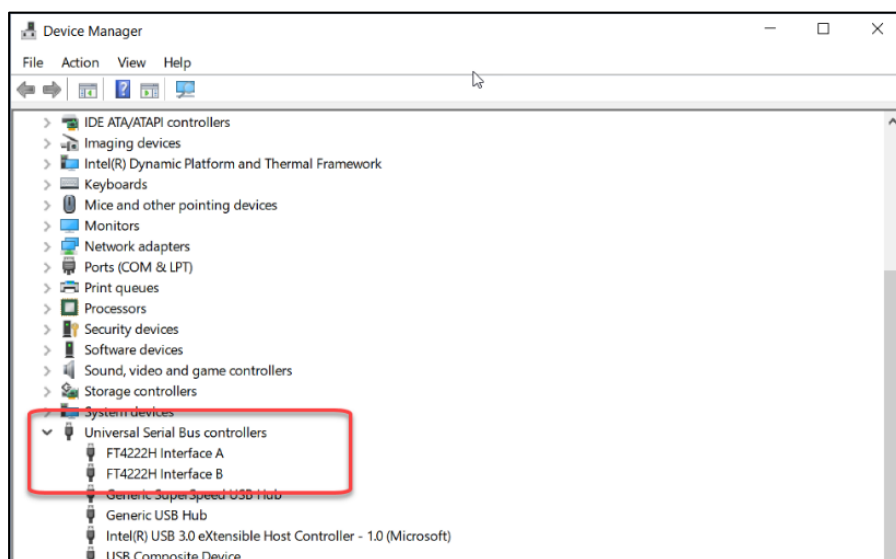 Device Manager
File Action View Help
IDE ATA/ATAPI controllers
Imaging devices
Intel(R) Dynamic Platform and Thermal Framework
Keyboards
Mice and other pointing devices
Monitors
Network adapters
Ports (COM & LPT)
Print queues
Processors
Security devices
Software devices
Sound, video and game controllers
Storage controllers
System devices
Universal Serial Bus controllers
FT4222H Interface A
FT4222H Interface B
Generic SuperSpeed USB Hub
Generic USB Hub
Intel(R) USB 3.0 eXtensible Host Controller - 1.0 (Microsoft)
USB Composite Device